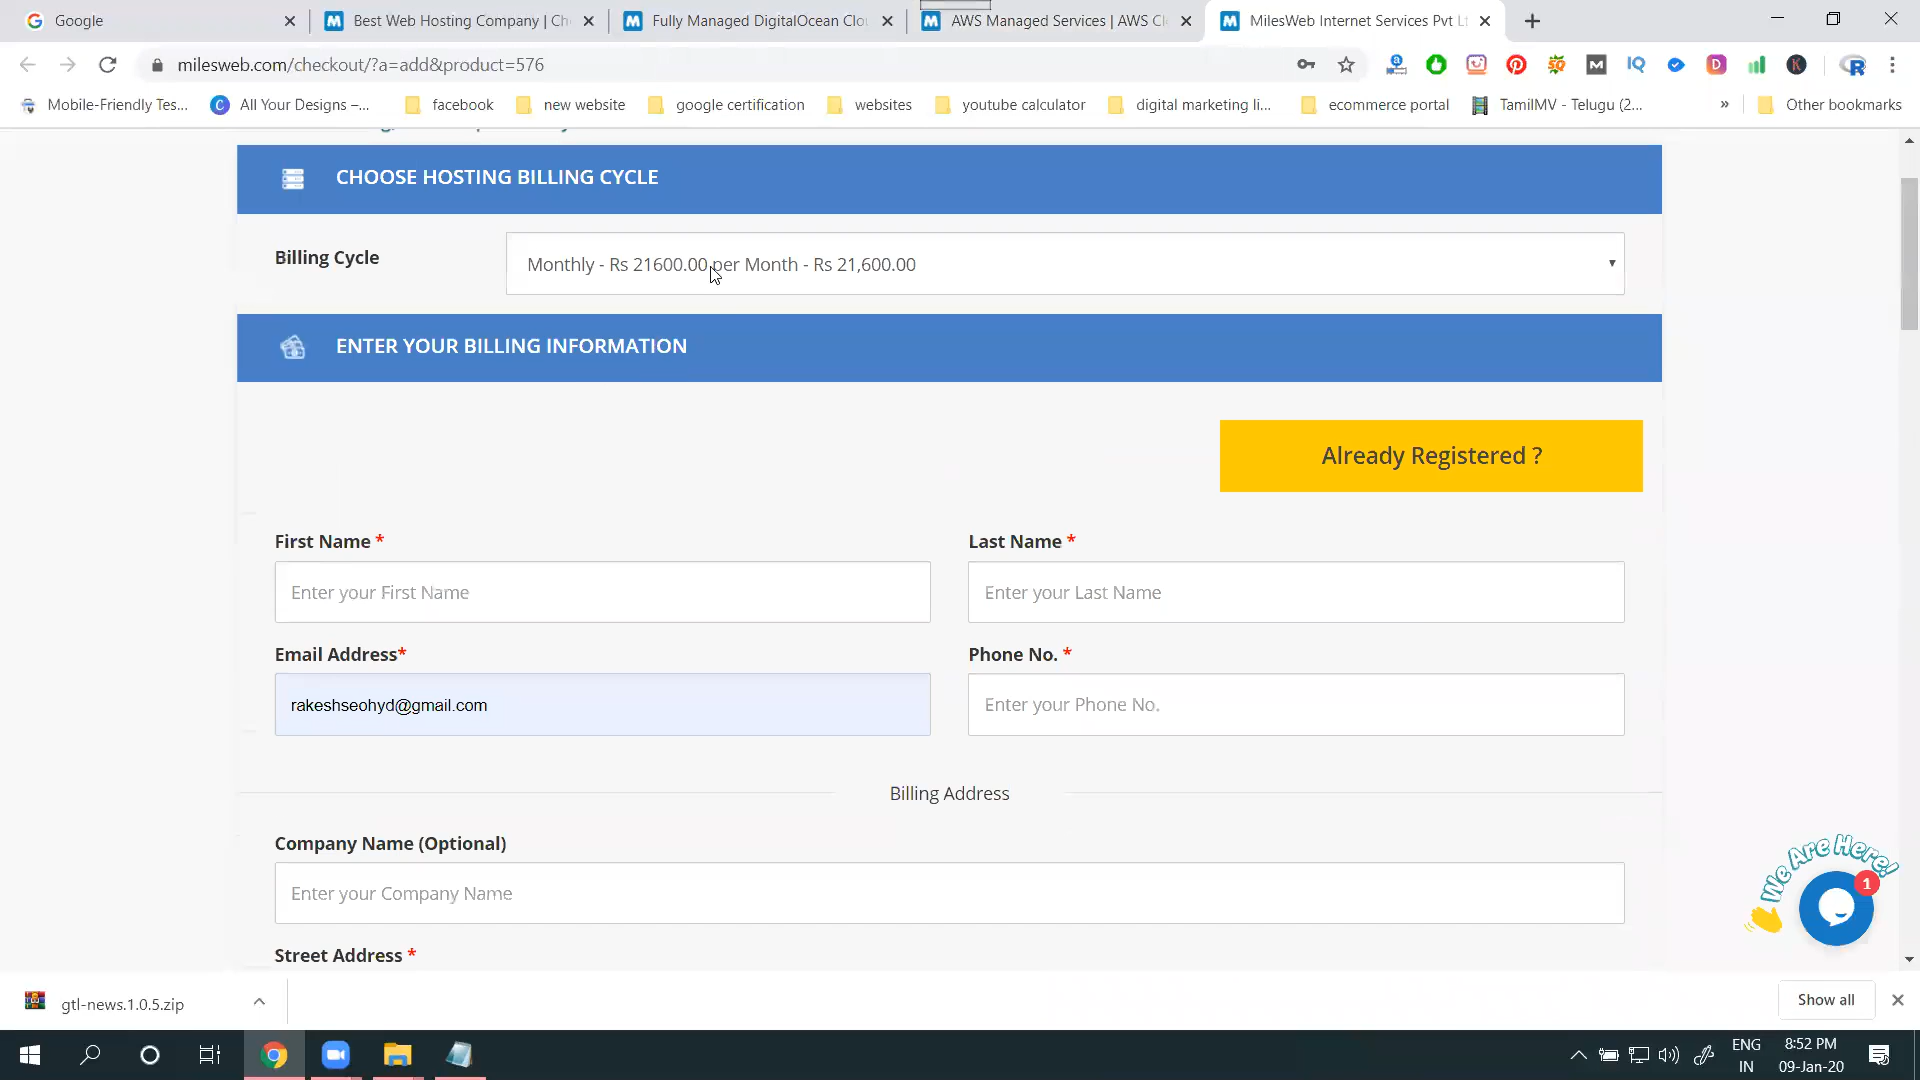 Google
Best Web Hosting Company | Ch
Fully Managed DigitalOcean Clou
AWS Managed Services | AWS Cl
MilesWeb Internet Services Pvt Lt
milesweb.com/checkout/?a=add&product=576
Mobile-Friendly Tes...
All Your Designs –...
facebook
new website
google certification
websites
youtube calculator
digital marketing li...
ecommerce portal
TamilMV - Telugu (2...
»
Other bookmarks
CHOOSE HOSTING BILLING CYCLE
Billing Cycle
Monthly - Rs 21600.00 per Month - Rs 21,600.00
ENTER YOUR BILLING INFORMATION
Already Registered ?
First Name *
Last Name *
Enter your First Name
Enter your Last Name
Email Address*
Phone No. *
rakeshseohyd@gmail.com
Enter your Phone No.
Billing Address
Company Name (Optional)
Enter your Company Name
We Are Here!
1
Street Address *
gtl-news.1.0.5.zip
Show all
ENG
IN
8:52 PM
09-Jan-20